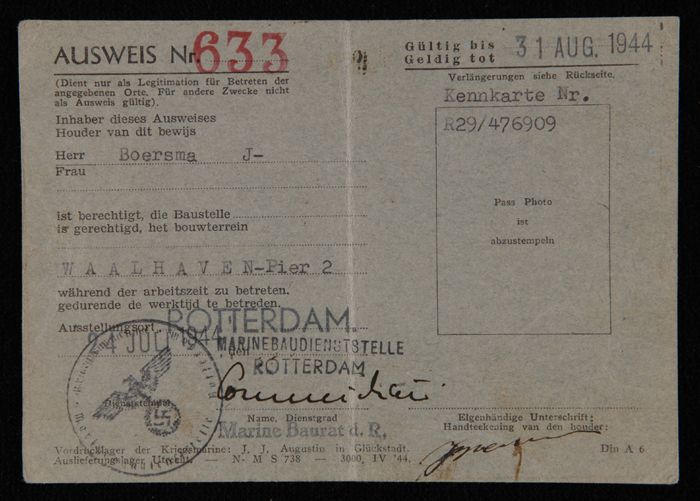 AUSWEIS Nr. 633
(Dient nur als Legitimation für Betreten der
angegebenen Orte. Für andere Zwecke nicht
als Ausweis gültig).
Inhaber dieses Ausweises
Houder van dit bewijs
Herr Boersma J-
Frau
ist berechtigt, die Baustelle
is gerechtigd, het bouwterrein
WAALHAVEN-Pier 2
während der arbeitszeit zu betreten.
gedurende de werktijd te betreden.
Ausstellungsort ROTTERDAM.
24 JULI 1944
den
MARINEBAUDIENSTSTELLE
ROTTERDAM
Dienststempel
Name, Dienstgrad
Marine Baurat d. R.
Vordrucklager der Kriegsmarine: J. J. Augustin in Glückstadt.
Auslieferungslager Utrecht. — N- M S 738 — 3000, IV '44.
Gültig bis
Geldig tot 31 AUG. 1944
Verlängerungen siehe Rückseite.
Kennkarte Nr.
R29/476909
Pass Photo
ist
abzustempeln
Eigenhändige Unterschrift:
Handteekening van den houder:
Din A 6